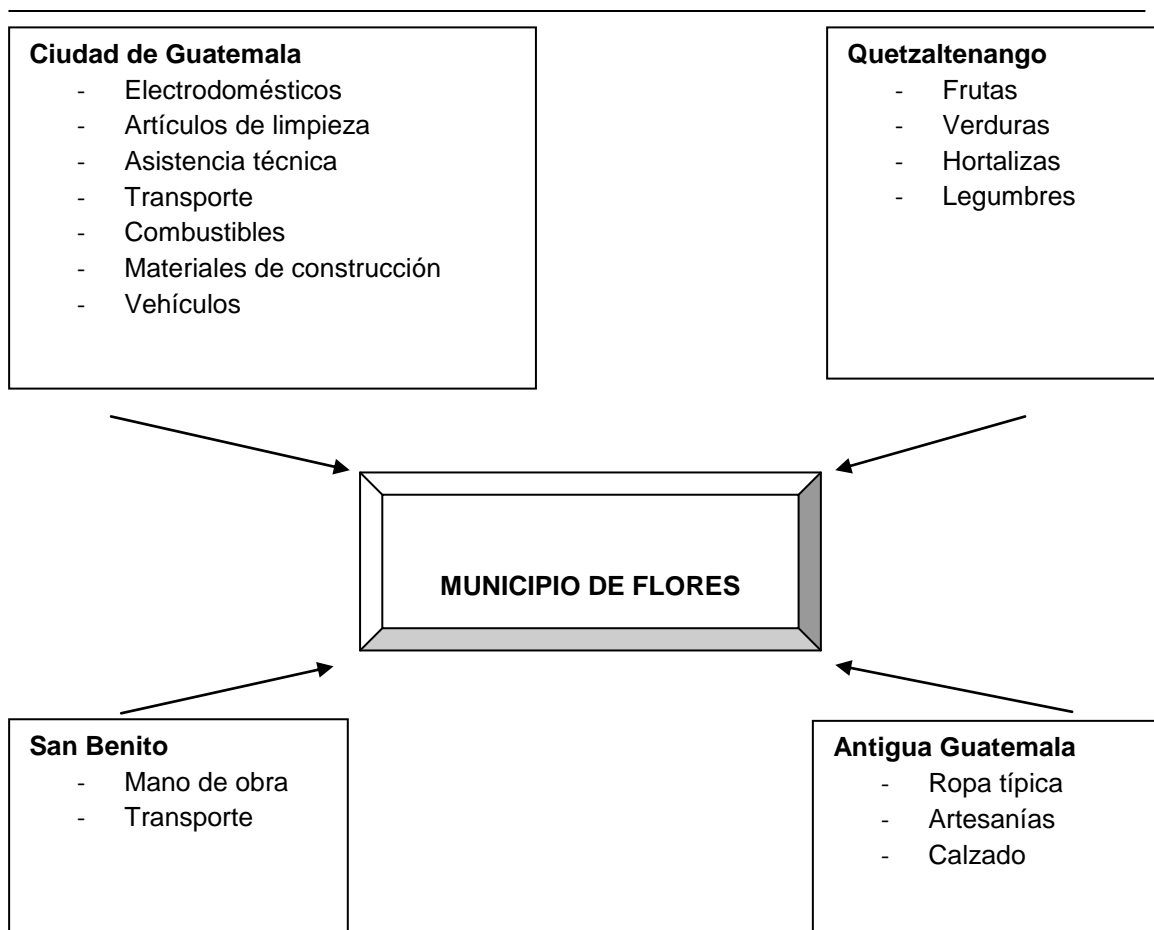 Ciudad de Guatemala
- Electrodomésticos
- Artículos de limpieza
- Asistencia técnica
- Transporte
- Combustibles
- Materiales de construcción
- Vehículos
Quetzaltenango
- Frutas
- Verduras
- Hortalizas
- Legumbres
MUNICIPIO DE FLORES
San Benito
- Mano de obra
- Transporte
Antigua Guatemala
- Ropa típica
- Artesanías
- Calzado